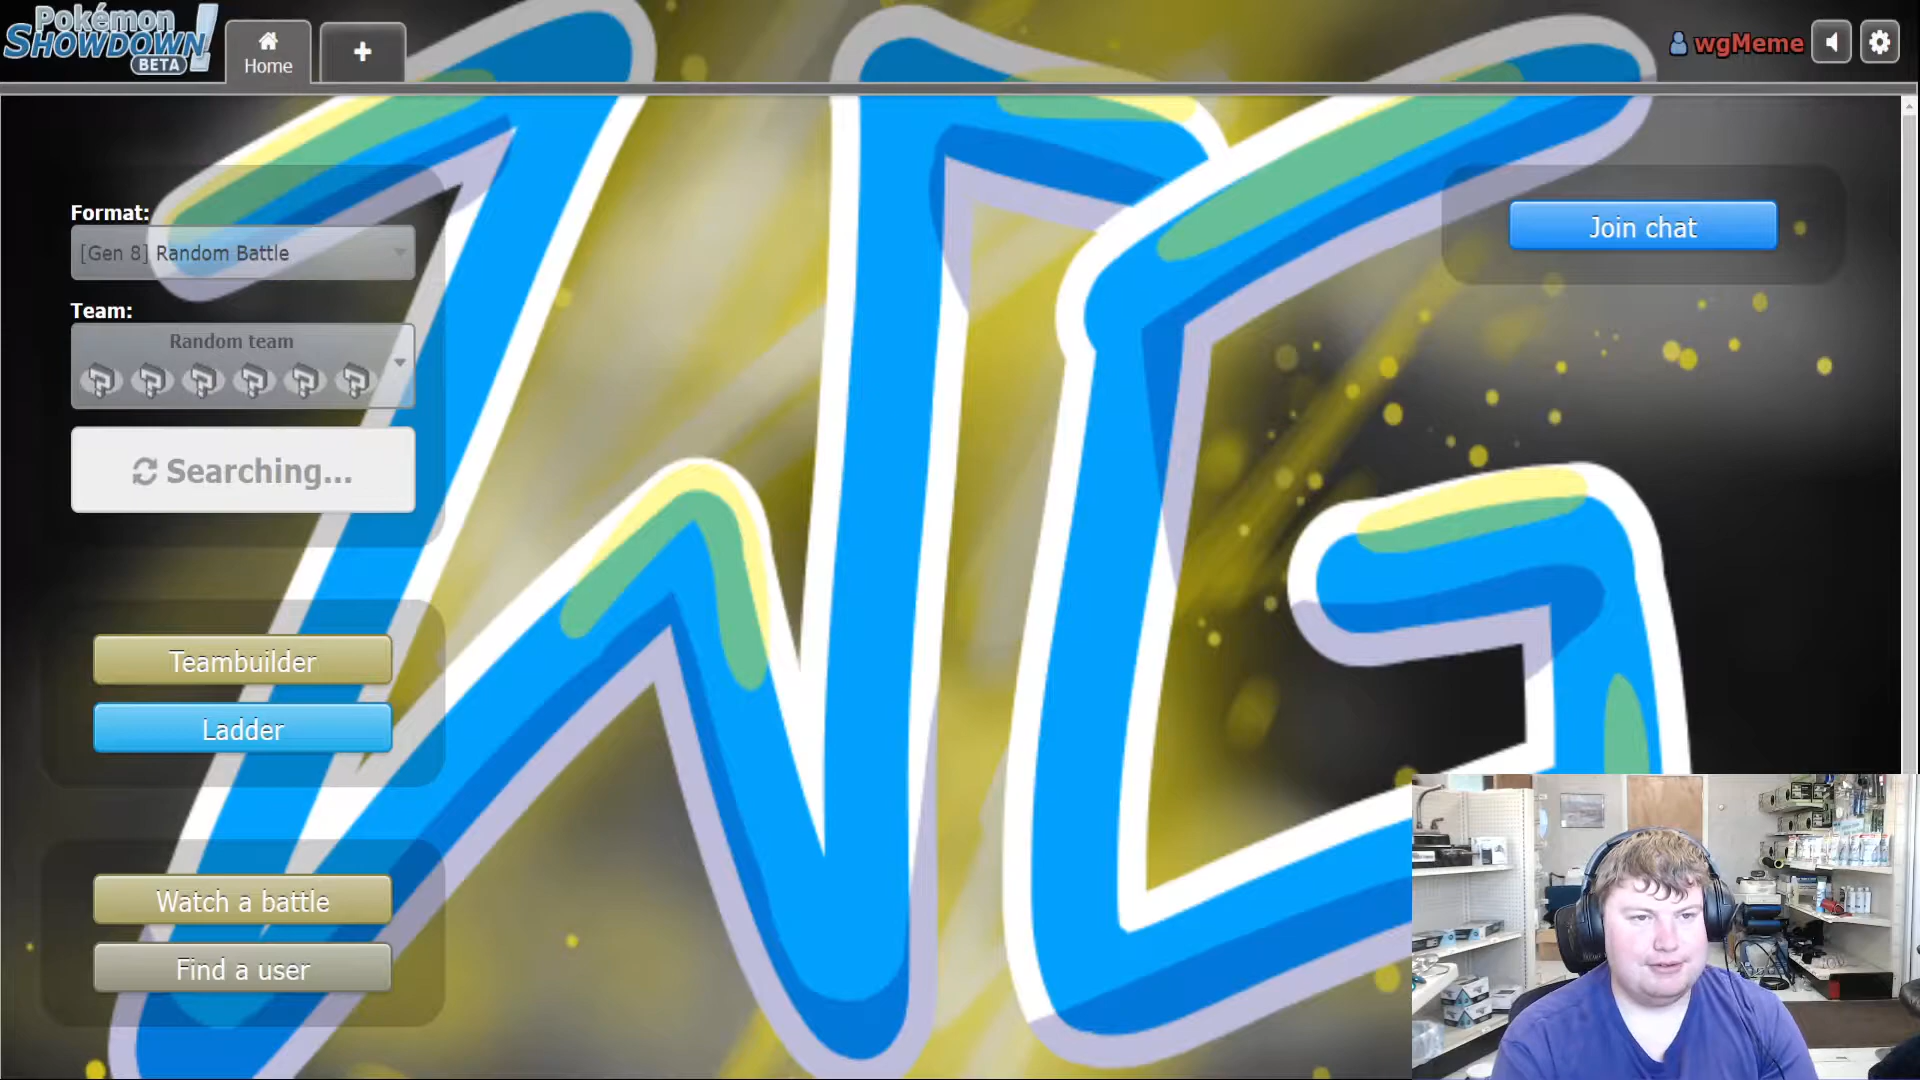 Pokémon
SHOWDOWN!
BETA
Home
+
wgMeme
Format:
[Gen 8] Random Battle
Join chat
Team:
Random team
? ? ? ? ? ?
Searching...
Teambuilder
Ladder
Watch a battle
Find a user
WG